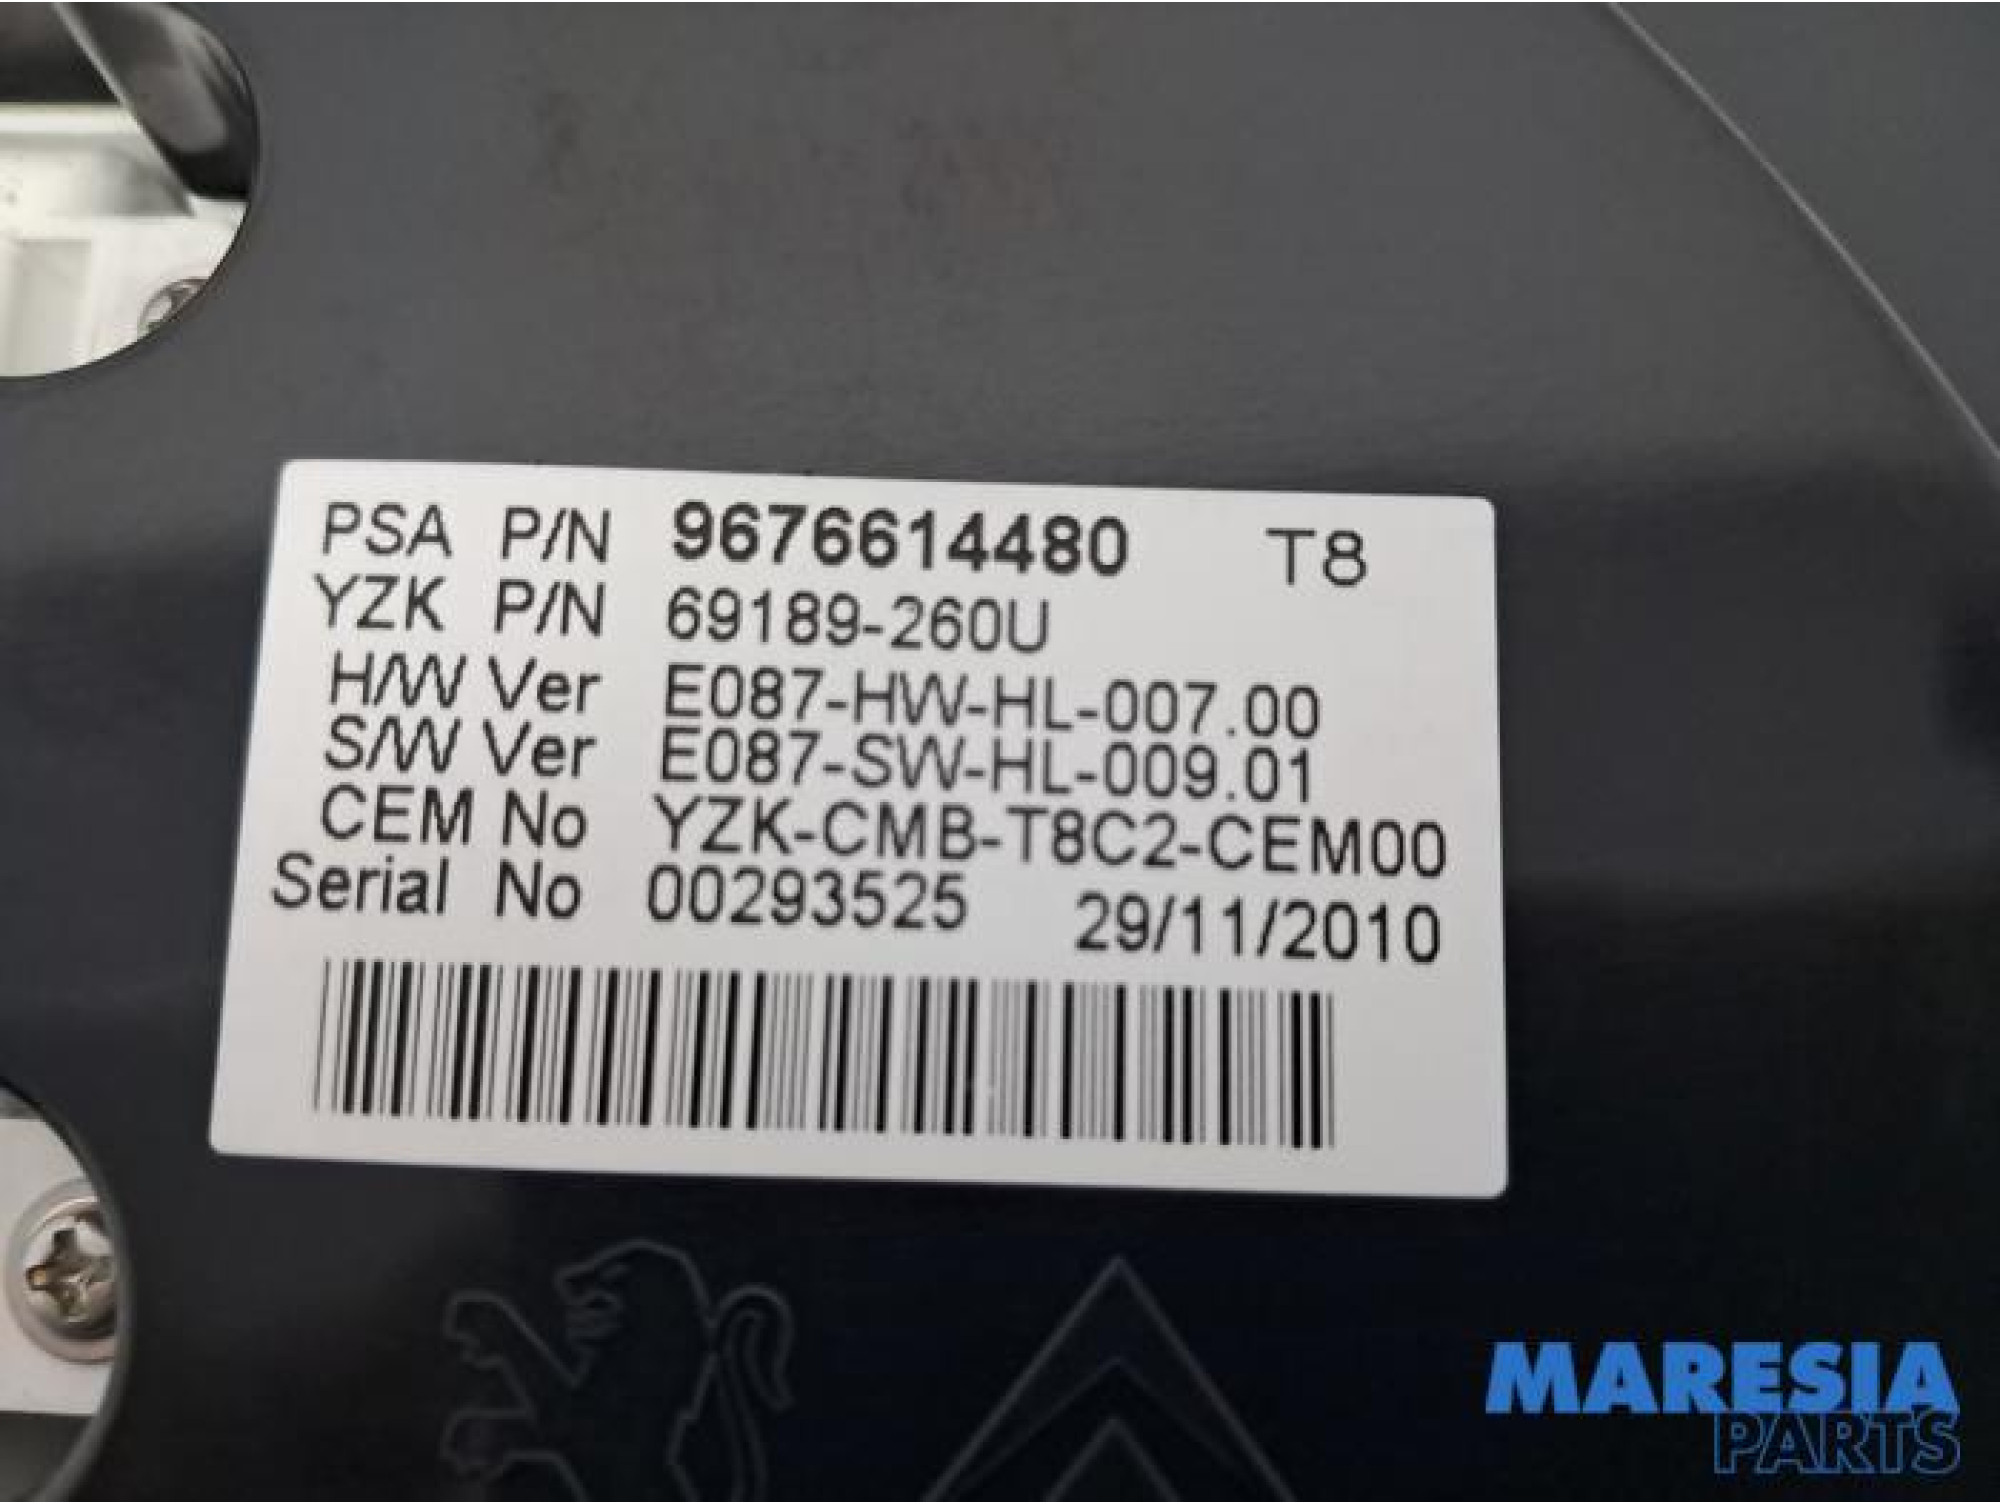 PSA P/N 9676614480 T8
YZK P/N 69189-260U
H/W Ver E087-HW-HL-007.00
S/W Ver E087-SW-HL-009.01
CEM No YZK-CMB-T8C2-CEM00
Serial No 00293525 29/11/2010
MARESIA
PARTS